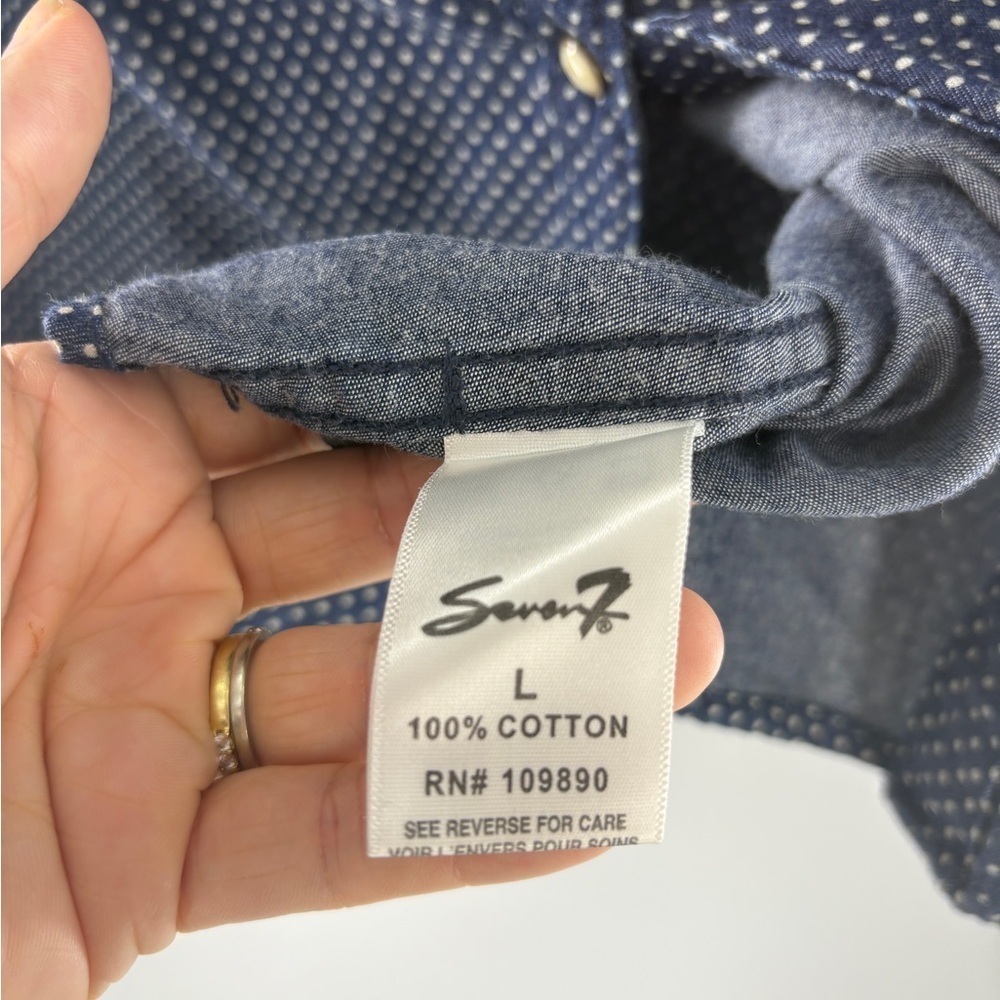 Seven7®
L
100% COTTON
RN# 109890
SEE REVERSE FOR CARE
VOIR L'ENVERS POUR SOINS